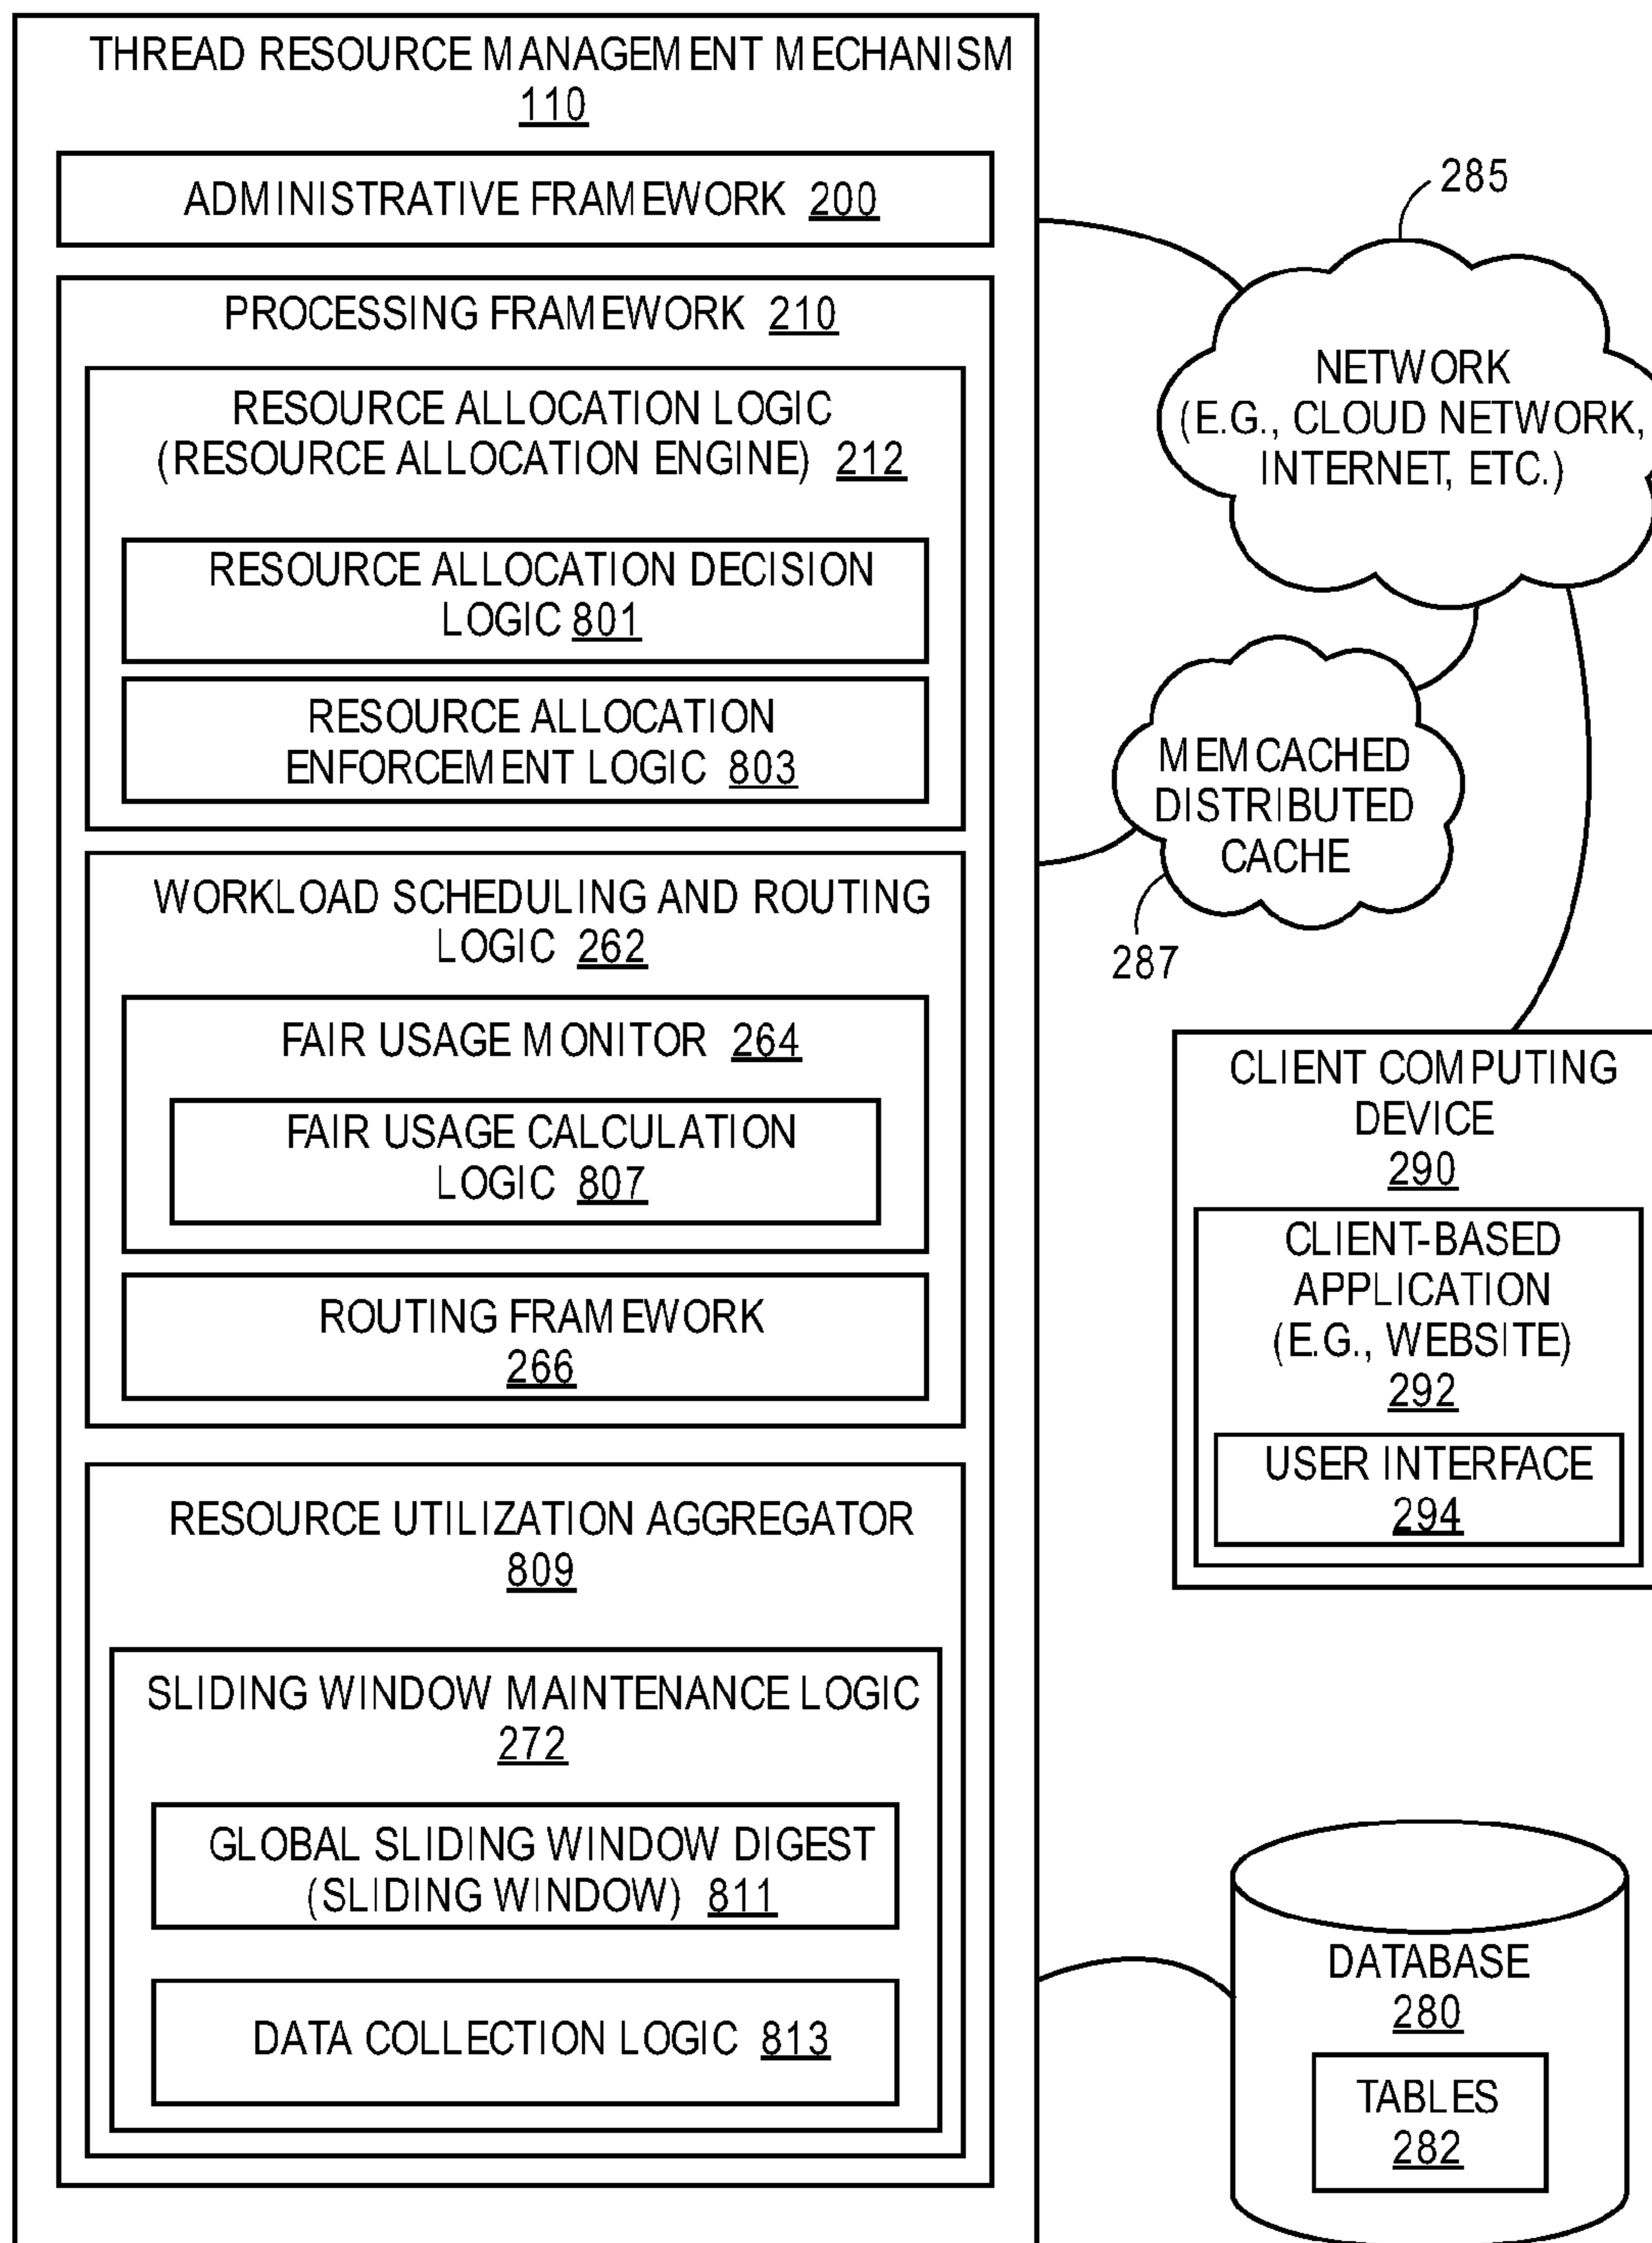 THREAD RESOURCE MANAGEMENT MECHANISM
110
ADMINISTRATIVE FRAMEWORK 200
PROCESSING FRAMEWORK 210
RESOURCE ALLOCATION LOGIC
(RESOURCE ALLOCATION ENGINE) 212
RESOURCE ALLOCATION DECISION
LOGIC 801
RESOURCE ALLOCATION
ENFORCEMENT LOGIC 803
WORKLOAD SCHEDULING AND ROUTING
LOGIC 262
FAIR USAGE MONITOR 264
FAIR USAGE CALCULATION
LOGIC 807
ROUTING FRAMEWORK
266
RESOURCE UTILIZATION AGGREGATOR
809
SLIDING WINDOW MAINTENANCE LOGIC
272
GLOBAL SLIDING WINDOW DIGEST
(SLIDING WINDOW) 811
DATA COLLECTION LOGIC 813
285
NETWORK
(E.G., CLOUD NETWORK,
INTERNET, ETC.)
MEMCACHED
DISTRIBUTED
CACHE
287
CLIENT COMPUTING
DEVICE
290
CLIENT-BASED
APPLICATION
(E.G., WEBSITE)
292
USER INTERFACE
294
DATABASE
280
TABLES
282